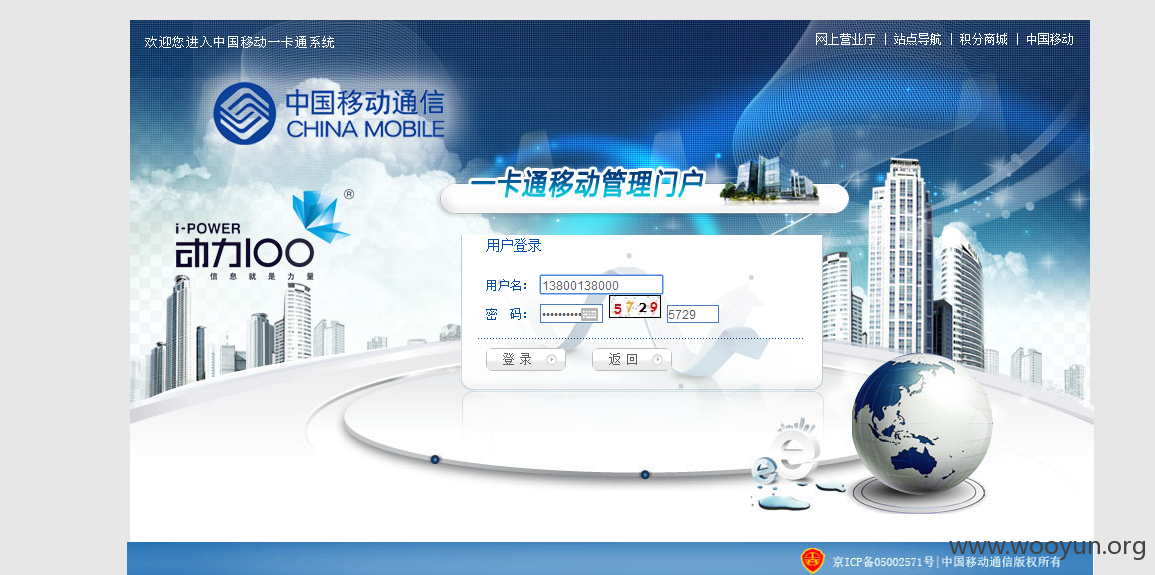 欢迎您进入中国移动一卡通系统
网上营业厅 | 站点导航 | 积分商城 | 中国移动
中国移动通信
CHINA MOBILE
一卡通移动管理门户
i-POWER
动力100
®
信息就是力量
用户登录
用户名: 13800138000
密 码: ••••••••• 5729 5729
登 录
返 回
www.wooyun.org
京ICP备05002571号|中国移动通信版权所有